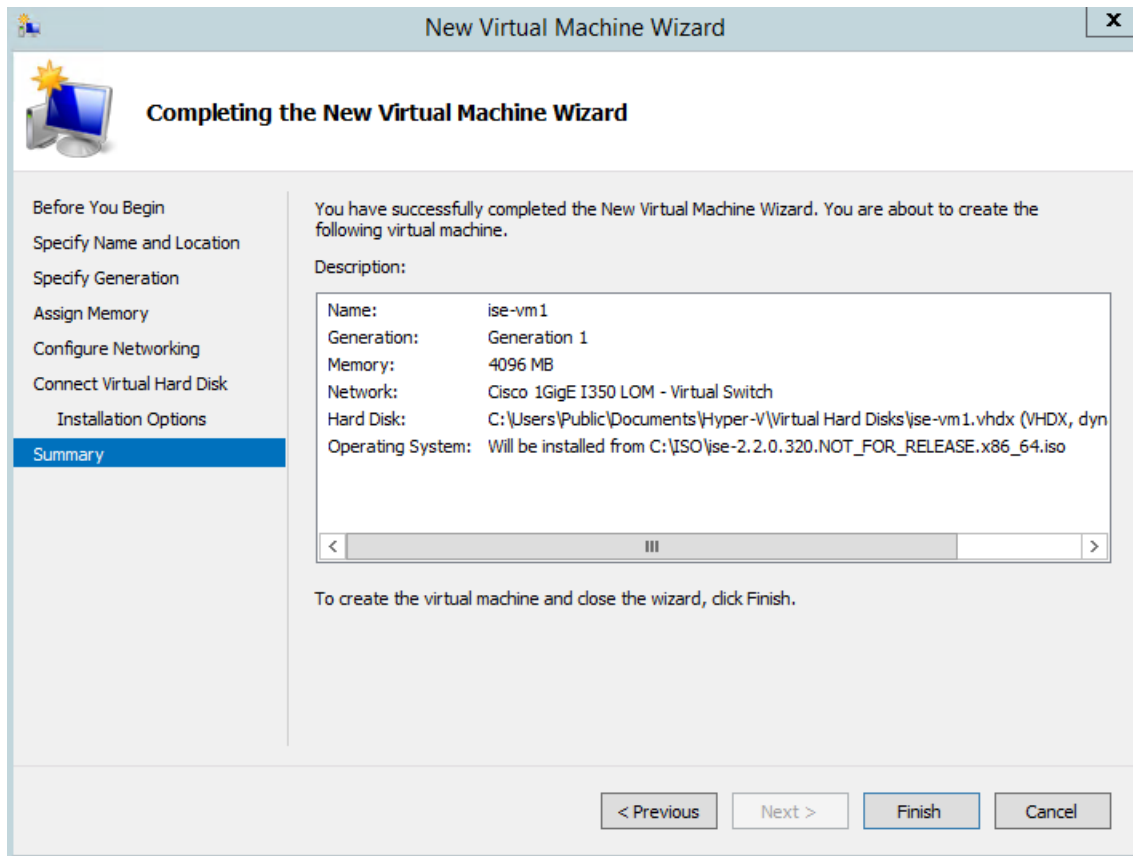 New Virtual Machine Wizard
x
Completing the New Virtual Machine Wizard
Before You Begin
Specify Name and Location
Specify Generation
Assign Memory
Configure Networking
Connect Virtual Hard Disk
Installation Options
Summary
You have successfully completed the New Virtual Machine Wizard. You are about to create the
following virtual machine.
Description:
Name: ise-vm1
Generation: Generation 1
Memory: 4096 MB
Network: Cisco 1GigE I350 LOM - Virtual Switch
Hard Disk: C:\Users\Public\Documents\Hyper-V\Virtual Hard Disks\ise-vm1.vhdx (VHDX, dyn
Operating System: Will be installed from C:\ISO\ise-2.2.0.320.NOT_FOR_RELEASE.x86_64.iso
To create the virtual machine and close the wizard, click Finish.
< Previous Next > Finish Cancel